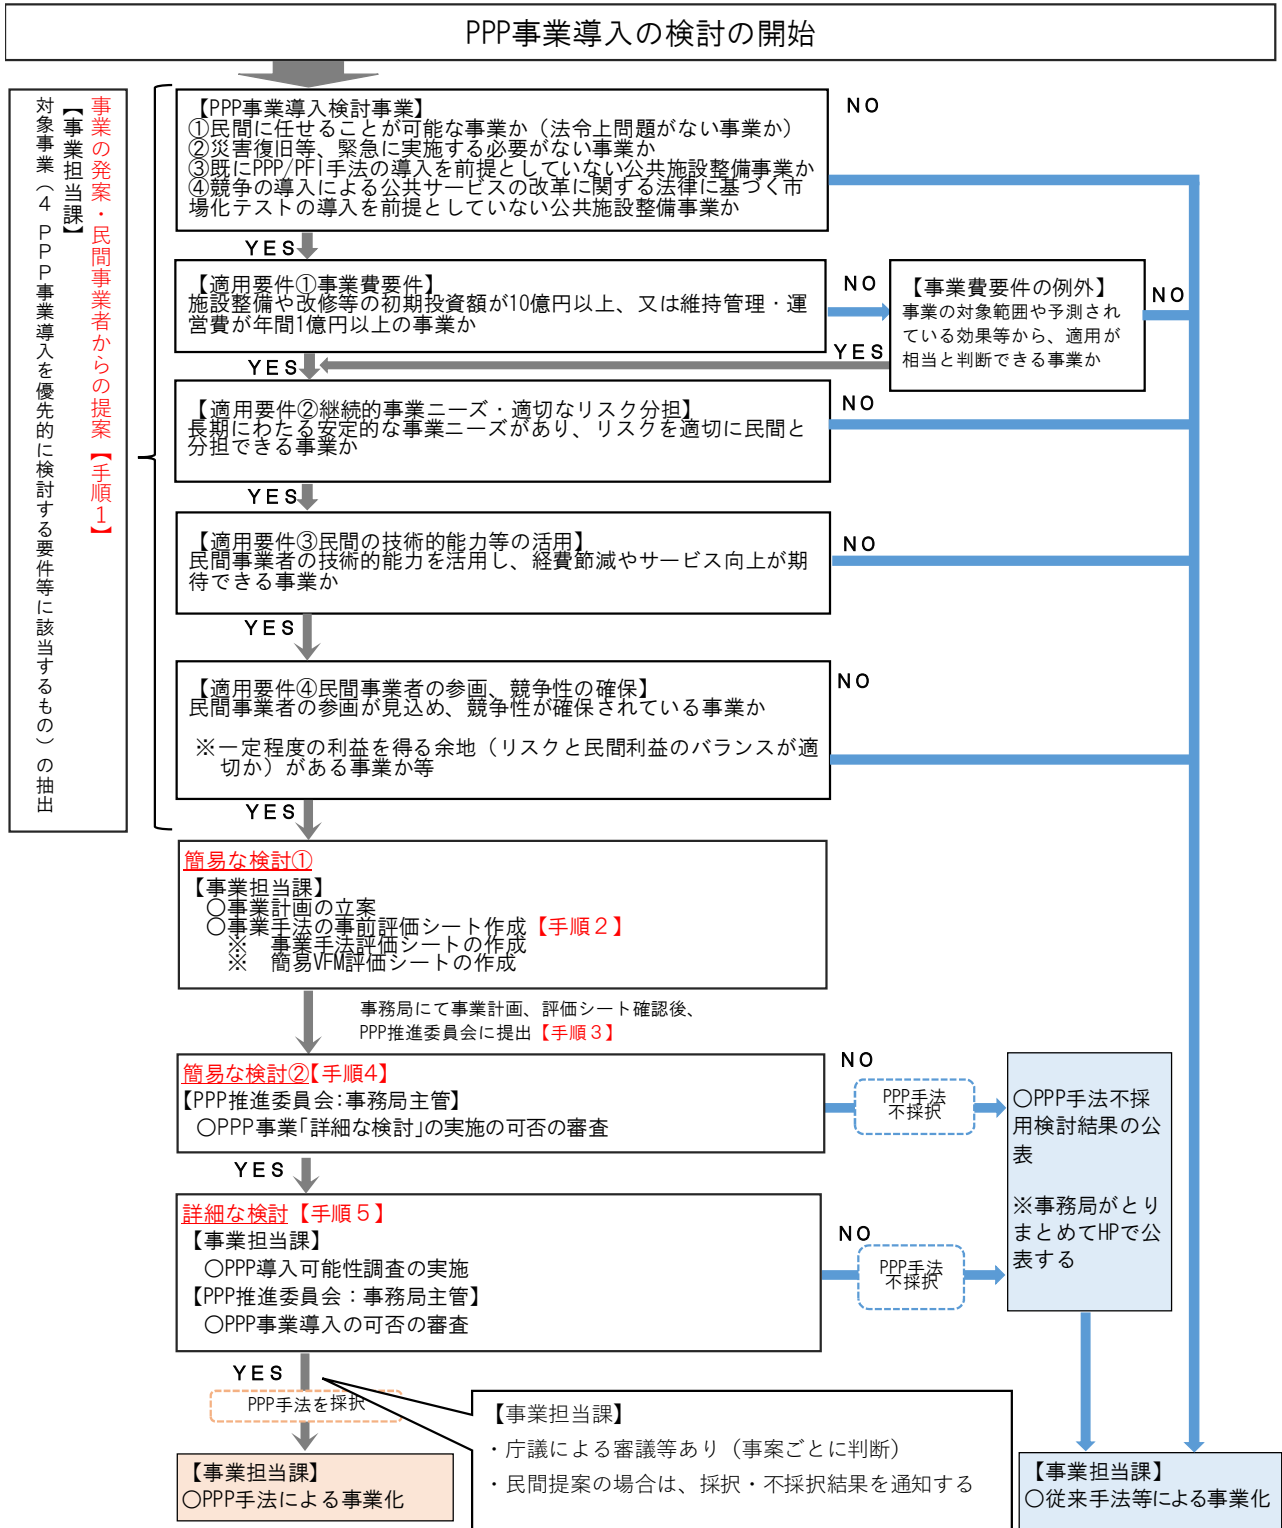 PPP事業導入の検討の開始
事業の発案・民間事業者からの提案【手順1】
【事業担当課】
対象事業（4 PPP事業導入を優先的に検討する要件等に該当するもの）の抽出
【PPP事業導入検討事業】
①民間に任せることが可能な事業か（法令上問題がない事業か）
②災害復旧等、緊急に実施する必要がない事業か
③既にPPP/PFI手法の導入を前提としていない公共施設整備事業か
④競争の導入による公共サービスの改革に関する法律に基づく市
場化テストの導入を前提としていない公共施設整備事業か
NO
YES
【適用要件①事業費要件】
施設整備や改修等の初期投資額が10億円以上、又は維持管理・運
営費が年間1億円以上の事業か
NO
【事業費要件の例外】
事業の対象範囲や予測され
ている効果等から、適用が
相当と判断できる事業か
NO
YES
YES
【適用要件②継続的事業ニーズ・適切なリスク分担】
長期にわたる安定的な事業ニーズがあり、リスクを適切に民間と
分担できる事業か
NO
YES
【適用要件③民間の技術的能力等の活用】
民間事業者の技術的能力を活用し、経費節減やサービス向上が期
待できる事業か
NO
YES
【適用要件④民間事業者の参画、競争性の確保】
民間事業者の参画が見込め、競争性が確保されている事業か
※一定程度の利益を得る余地（リスクと民間利益のバランスが適
切か）がある事業か等
NO
YES
簡易な検討①
【事業担当課】
○事業計画の立案
○事業手法の事前評価シート作成【手順２】
※ 事業手法評価シートの作成
※ 簡易VFM評価シートの作成
事務局にて事業計画、評価シート確認後、
PPP推進委員会に提出【手順３】
簡易な検討②【手順4】
【PPP推進委員会:事務局主管】
○PPP事業「詳細な検討」の実施の可否の審査
NO
PPP手法
不採択
○PPP手法不採
用検討結果の公
表
※事務局がとり
まとめてHPで公
表する
YES
詳細な検討【手順５】
【事業担当課】
○PPP導入可能性調査の実施
【PPP推進委員会：事務局主管】
○PPP事業導入の可否の審査
NO
PPP手法
不採択
YES
PPP手法を採択
【事業担当課】
・庁議による審議等あり（事案ごとに判断）
・民間提案の場合は、採択・不採択結果を通知する
【事業担当課】
○PPP手法による事業化
【事業担当課】
○従来手法等による事業化